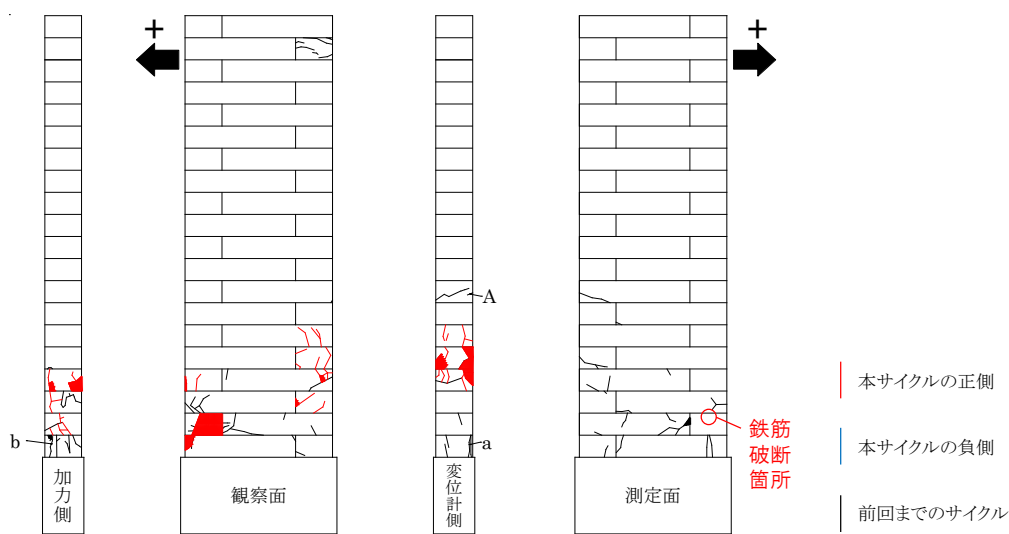 +
+
A
b
a
加力側
観察面
変位計側
測定面
鉄筋
破断
箇所
本サイクルの正側
本サイクルの負側
前回までのサイクル